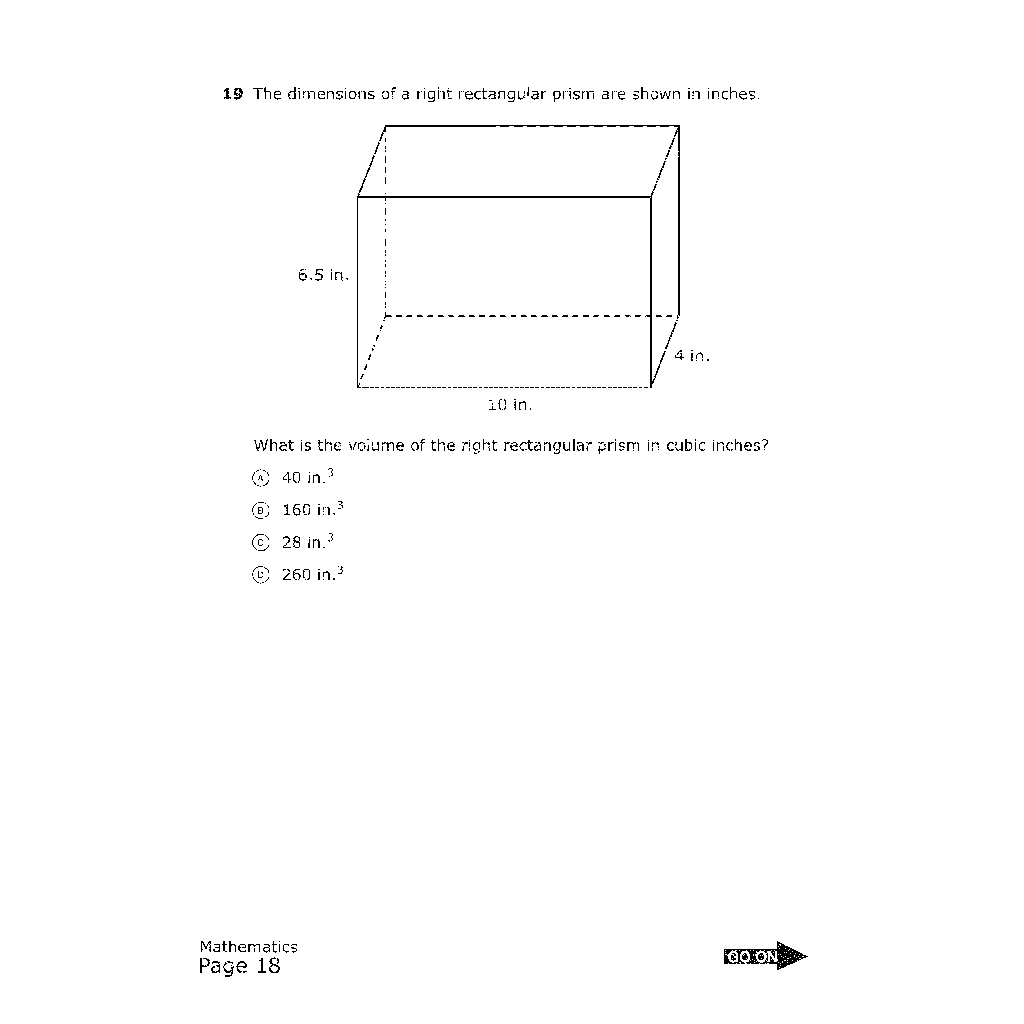 19 The dimensions of a right rectangular prism are shown in inches.
6.5 in.
4 in.
10 in.
What is the volume of the right rectangular prism in cubic inches?
A 40 in.³
B 160 in.³
C 28 in.³
D 260 in.³
Mathematics
Page 18
GO ON